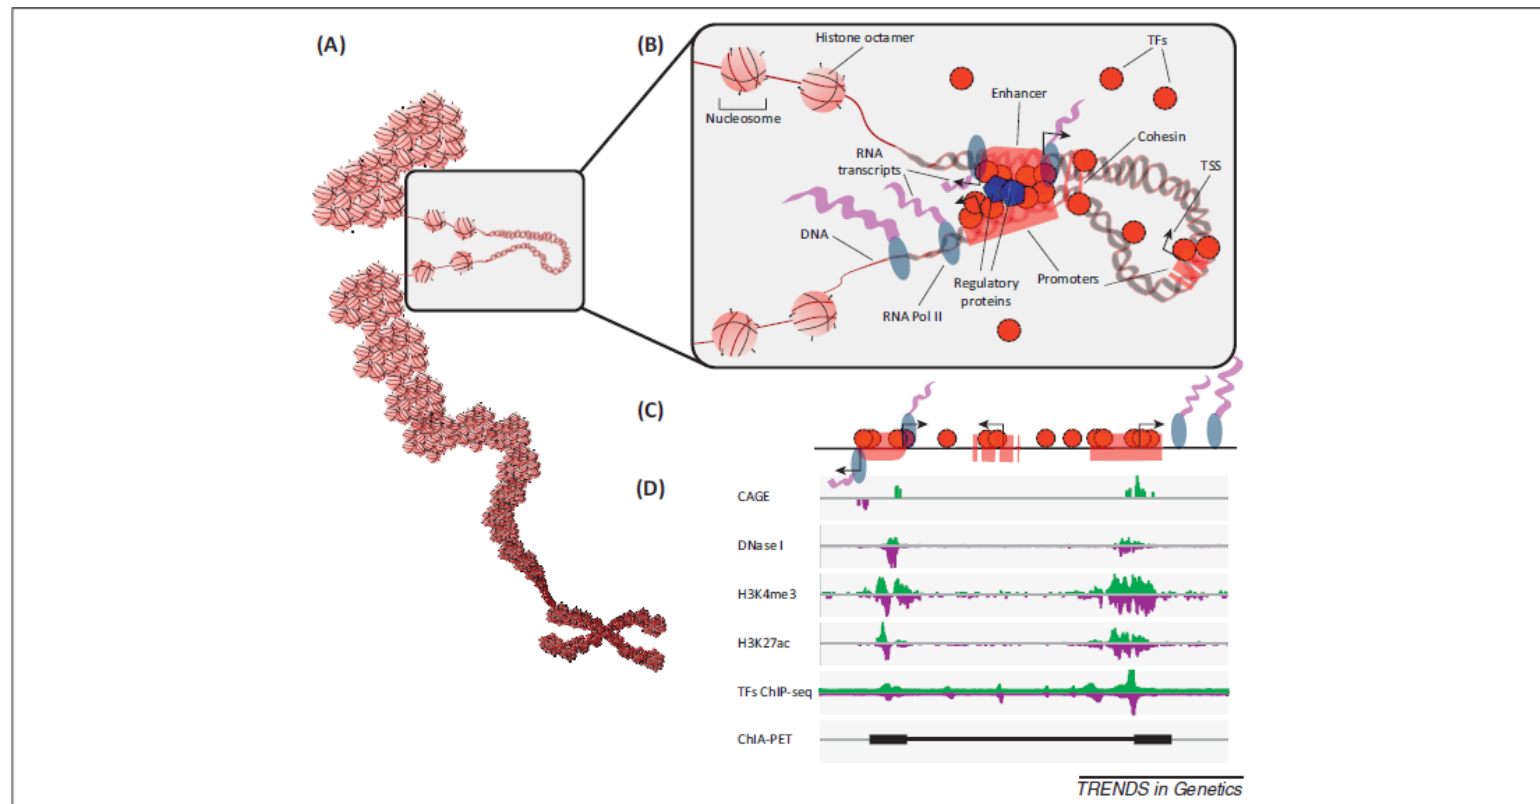 (A)
(B)
Histone octamer
TFs
Enhancer
Nucleosome
Cohesin
RNA
transcripts
TSS
DNA
Regulatory
proteins
Promoters
RNA Pol II
(C)
(D)
CAGE
DNase I
H3K4me3
H3K27ac
TFs ChIP-seq
ChIA-PET
TRENDS in Genetics